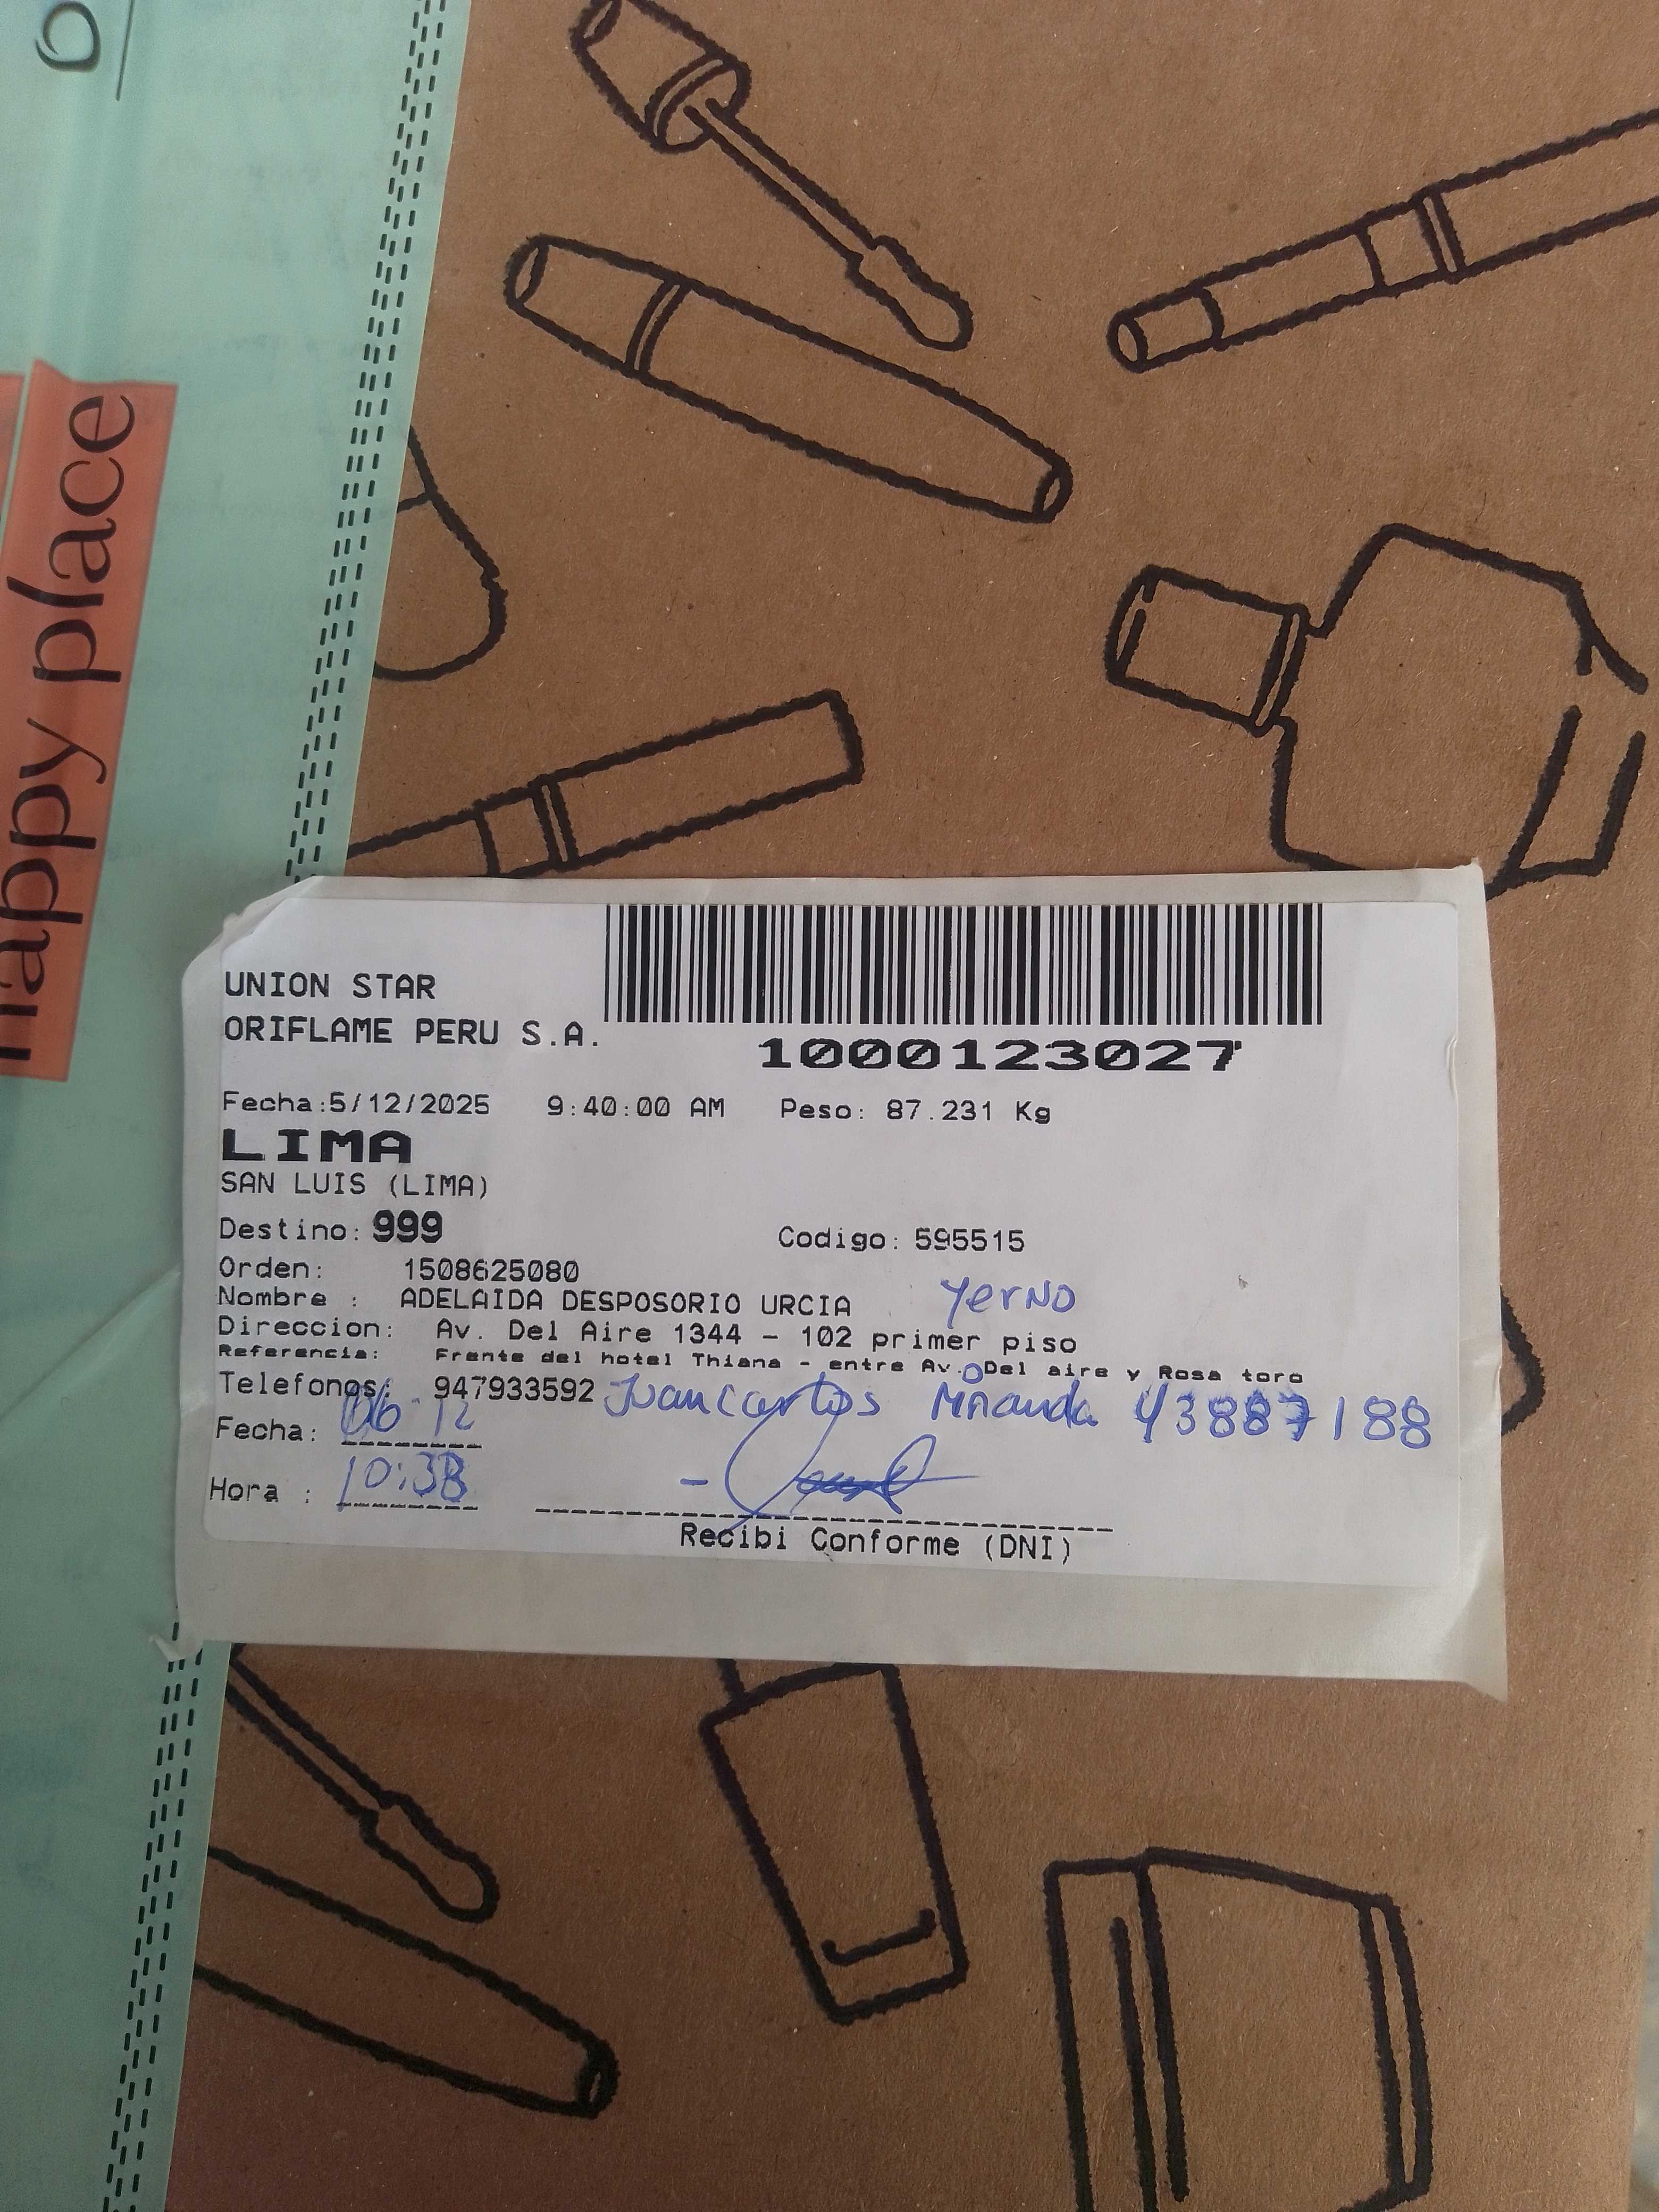 happy place
UNION STAR
ORIFLAME PERU S.A.
1000123027
Fecha:5/12/2025 9:40:00 AM Peso: 87.231 Kg
LIMA
SAN LUIS (LIMA)
Destino: 999 Codigo: 595515
Orden: 1508625080
Nombre : ADELAIDA DESPOSORIO URCIA Yerno
Direccion: Av. Del Aire 1344 - 102 primer piso
Referencia: Frente del hotel Thiana - entre Av. Del aire y Rosa toro
Telefonos: 947933592 Juan Carlos Miranda 43887188
Fecha: 06-12
Hora : 10:38
Recibi Conforme (DNI)